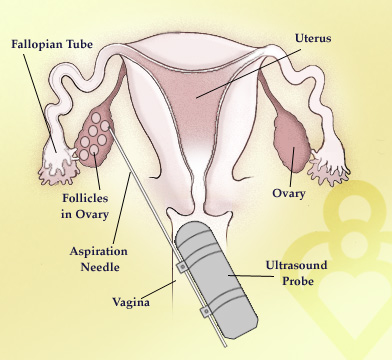 Fallopian Tube
Uterus
Follicles
in Ovary
Ovary
Aspiration
Needle
Ultrasound
Probe
Vagina